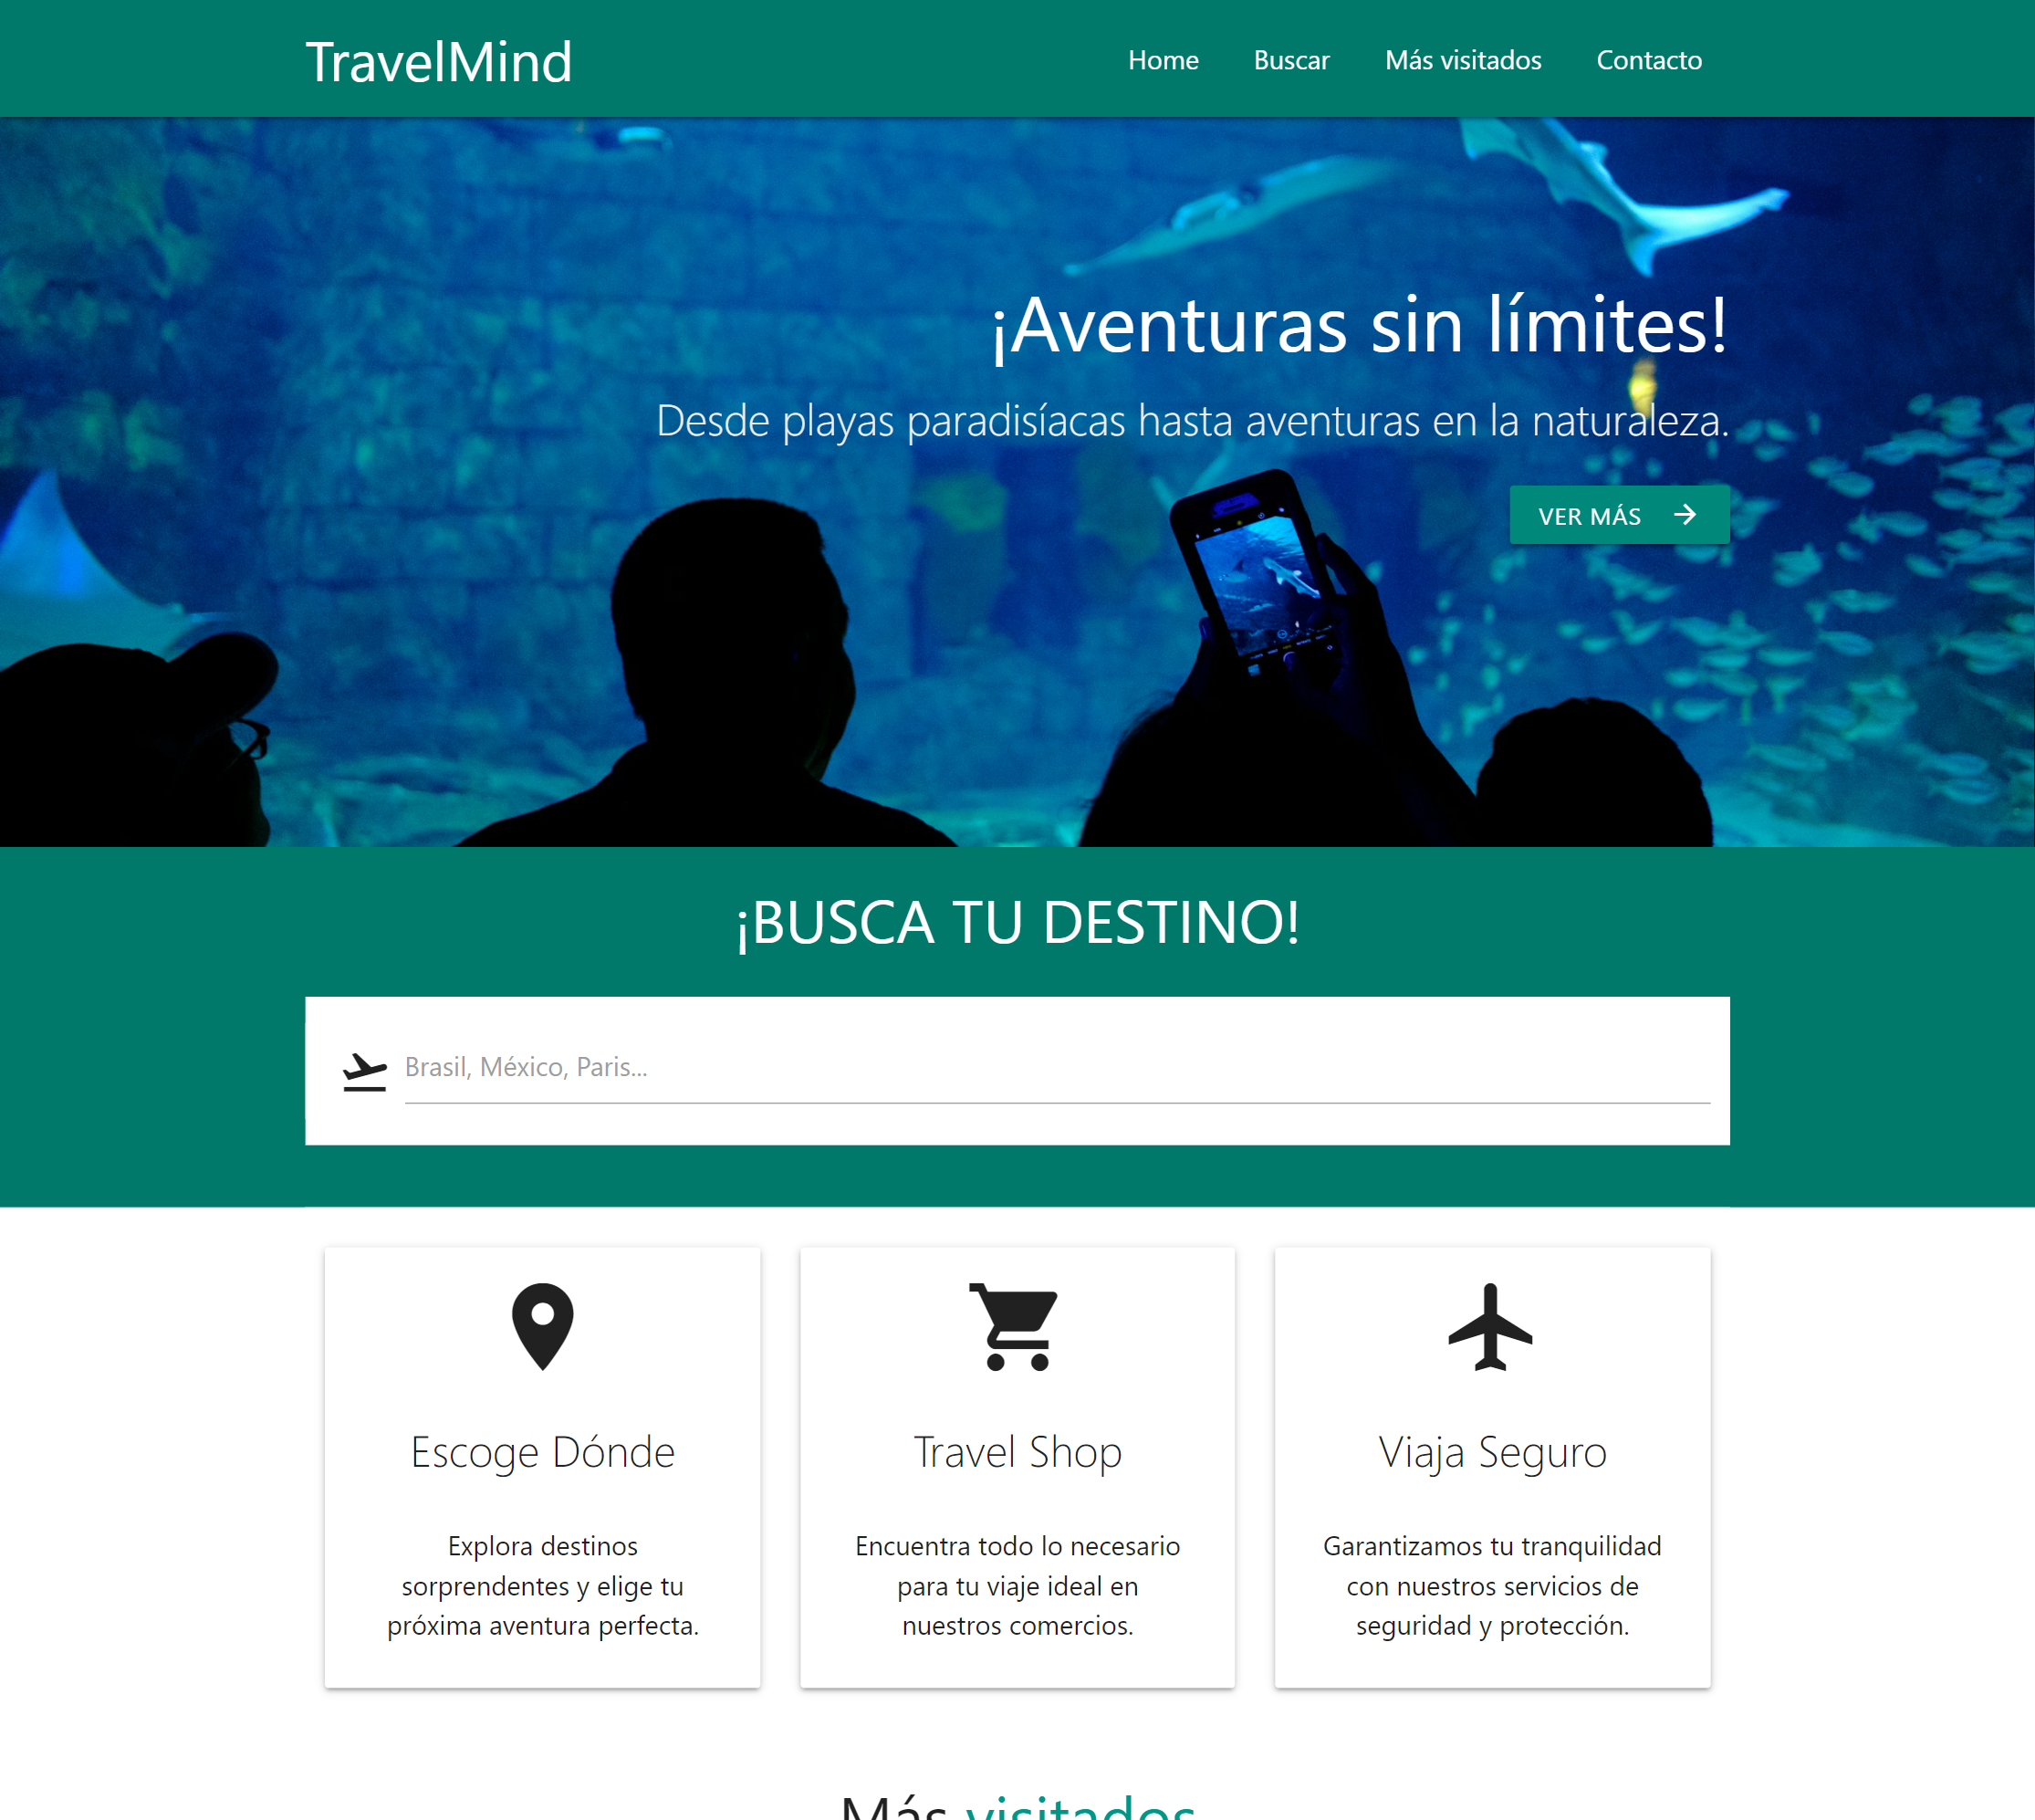 TravelMind
Home
Buscar
Más visitados
Contacto
¡Aventuras sin límites!
Desde playas paradisíacas hasta aventuras en la naturaleza.
VER MÁS
¡BUSCA TU DESTINO!
Brasil, México, Paris...
Escoge Dónde
Explora destinos
sorprendentes y elige tu
próxima aventura perfecta.
Travel Shop
Encuentra todo lo necesario
para tu viaje ideal en
nuestros comercios.
Viaja Seguro
Garantizamos tu tranquilidad
con nuestros servicios de
seguridad y protección.
Más visitados